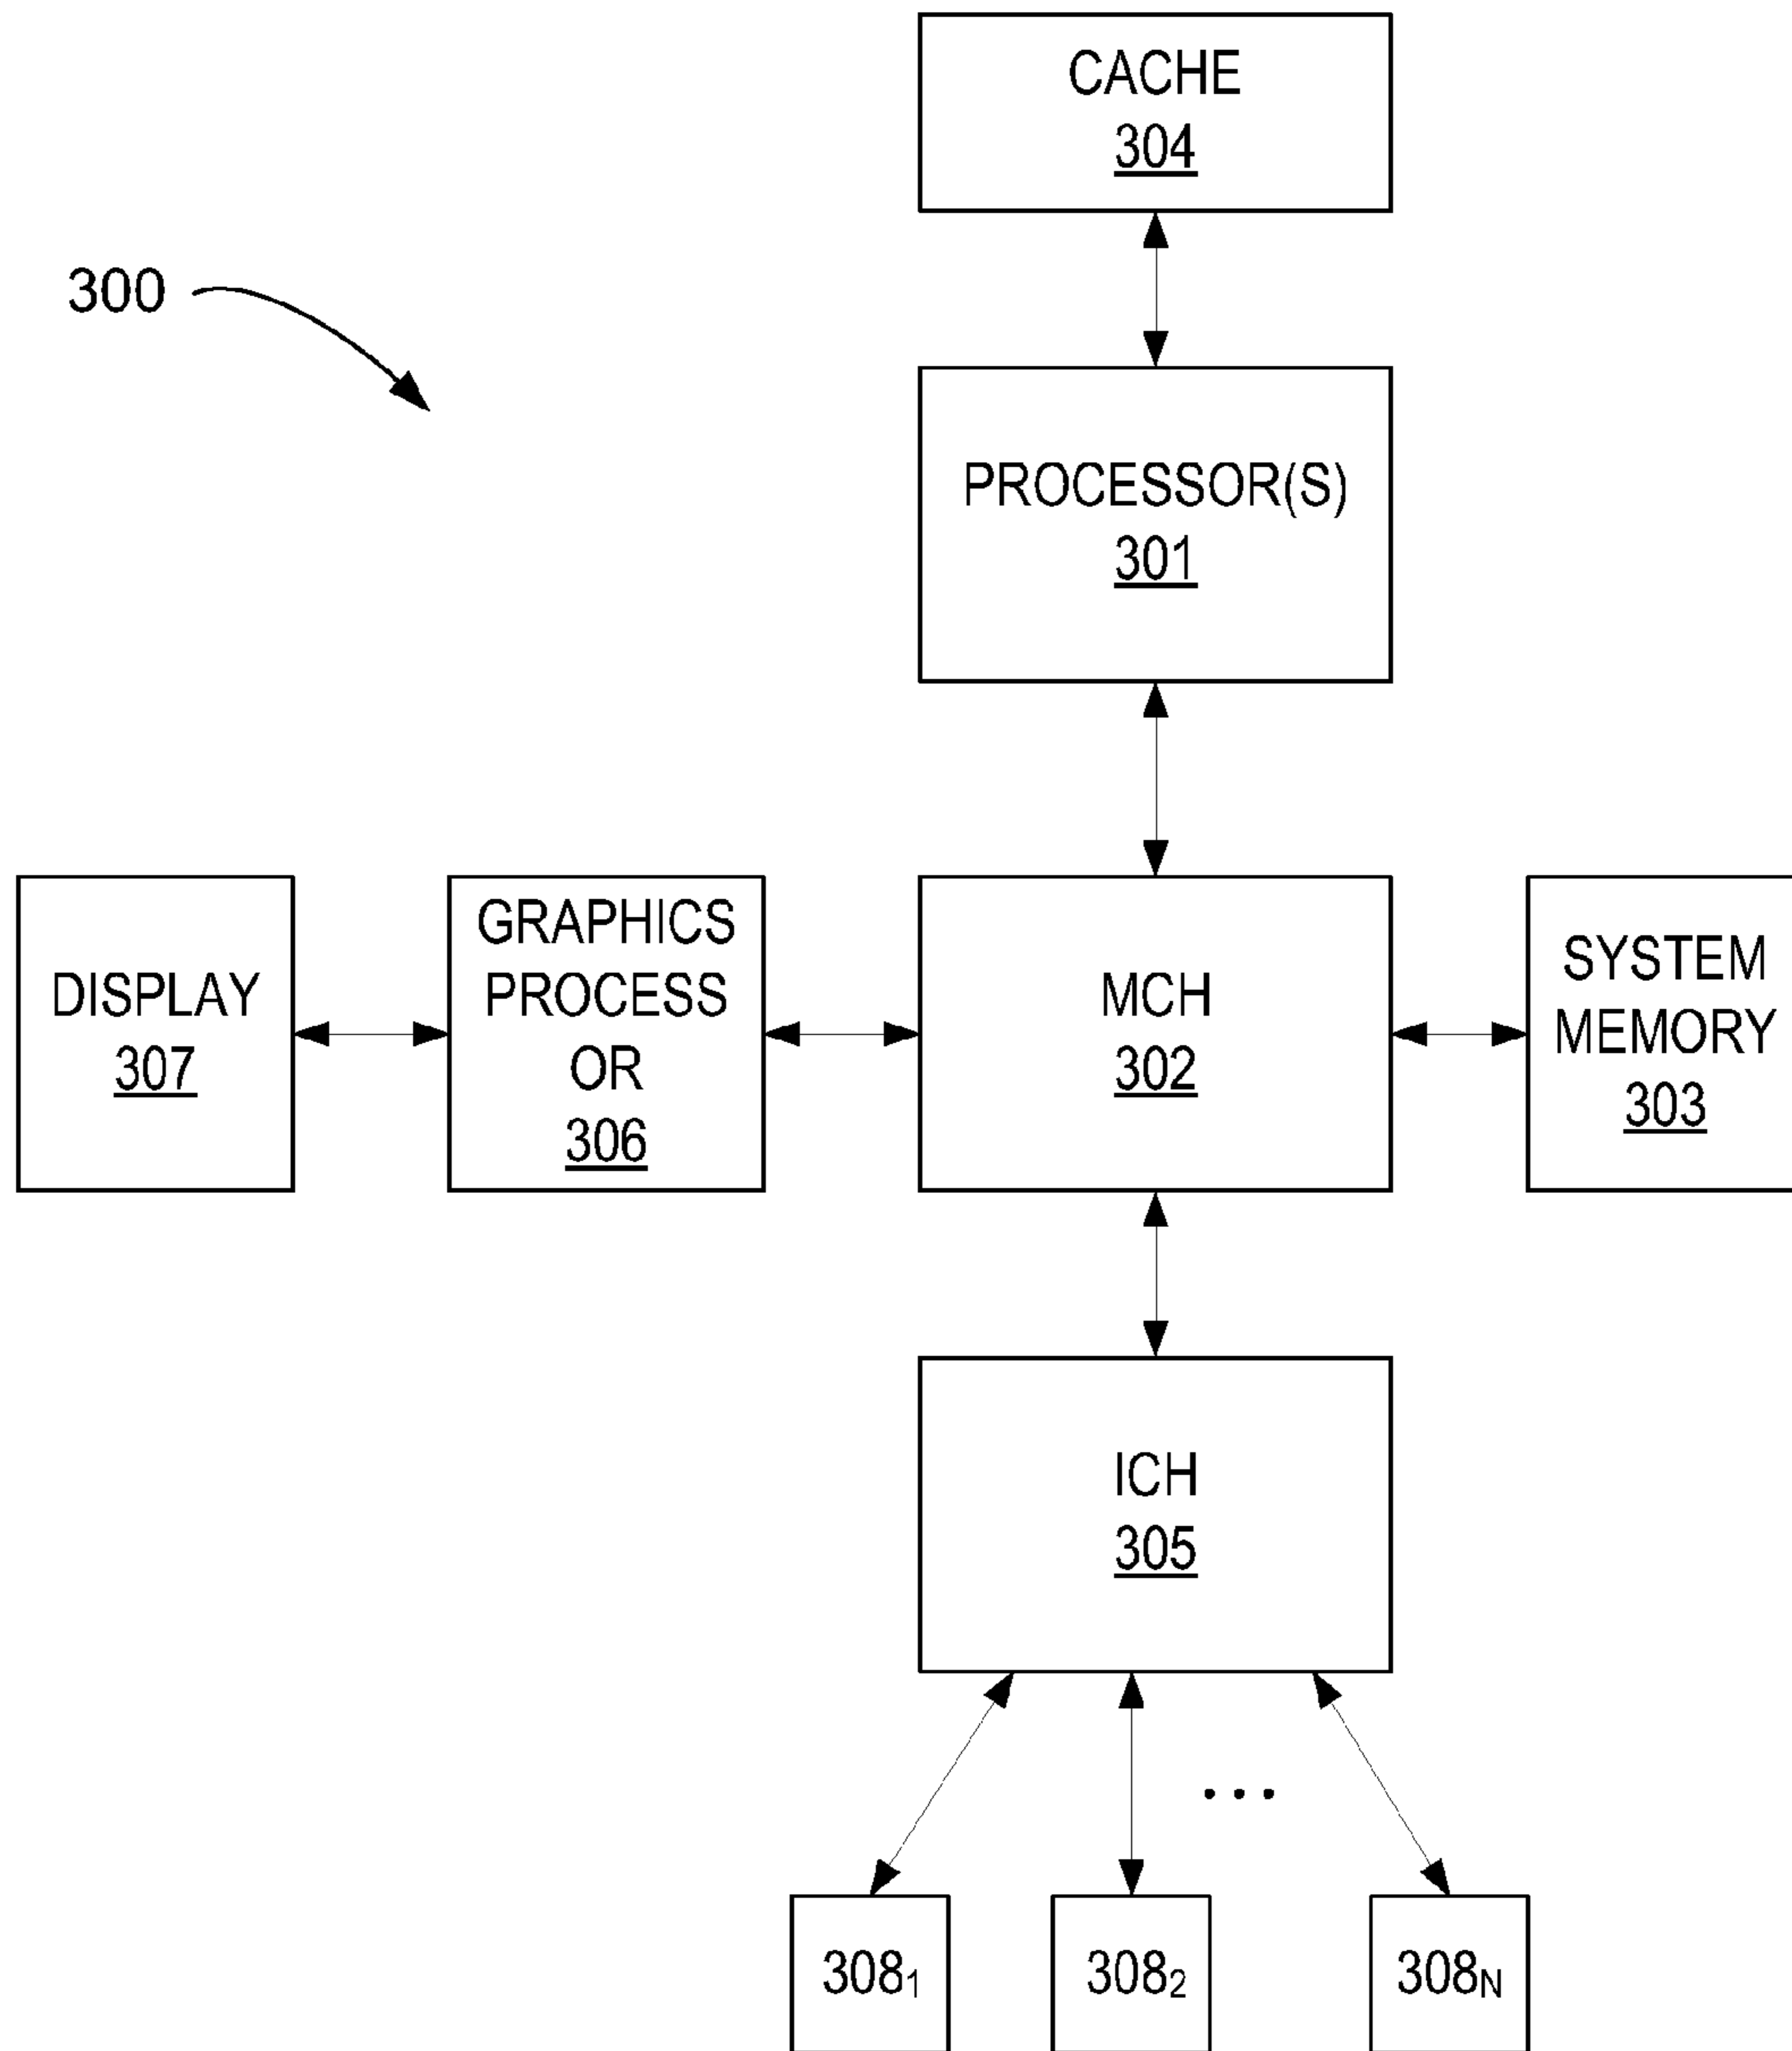 CACHE
304
300
PROCESSOR(S)
301
DISPLAY
307
GRAPHICS
PROCESS
OR
306
MCH
302
SYSTEM
MEMORY
303
ICH
305
...
308₁
308₂
308N